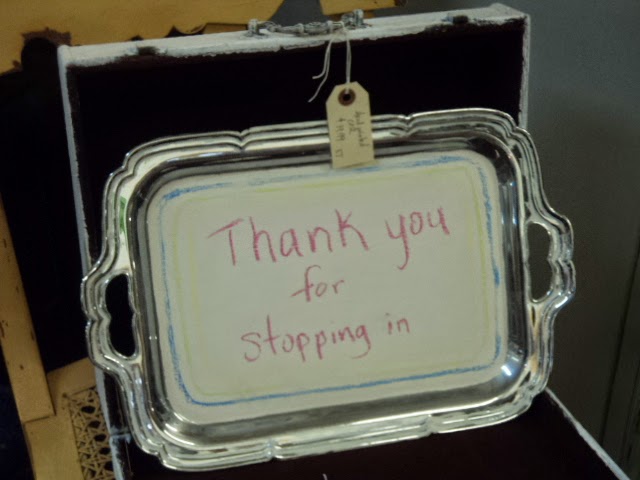 Thank you
for
stopping in